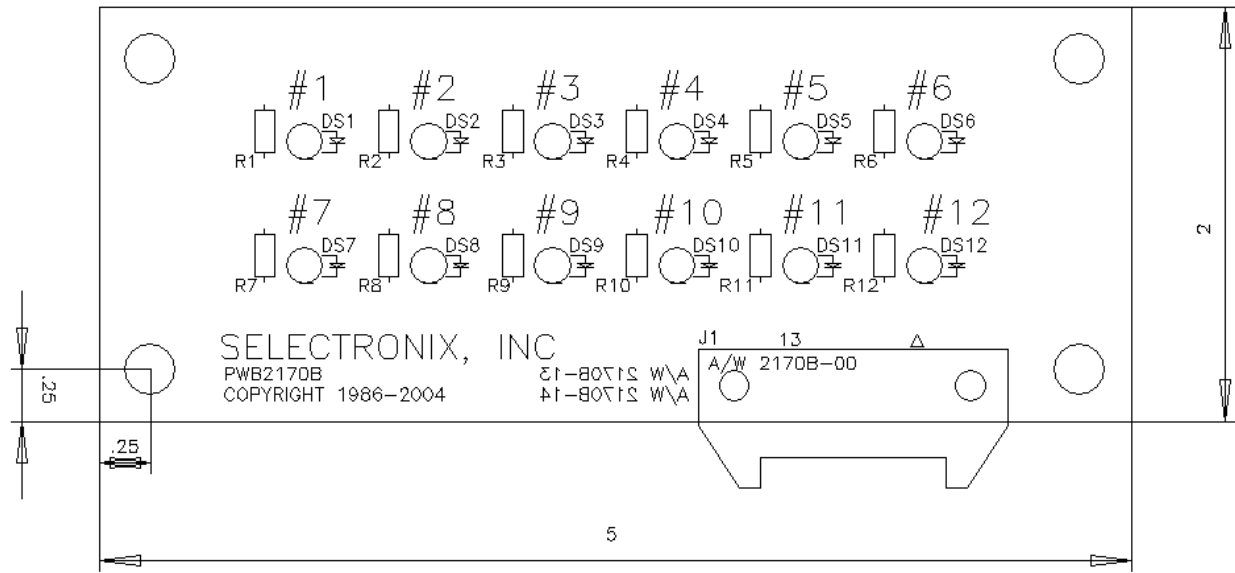 #1 #2 #3 #4 #5 #6
DS1 DS2 DS3 DS4 DS5 DS6
R1 R2 R3 R4 R5 R6
#7 #8 #9 #10 #11 #12
DS7 DS8 DS9 DS10 DS11 DS12
R7 R8 R9 R10 R11 R12
2
SELECTRONIX, INC
J1 13
A/W 2170B-00
PWB2170B
A/W 2170B-13
COPYRIGHT 1986-2004
A/W 2170B-14
.25
.25
5